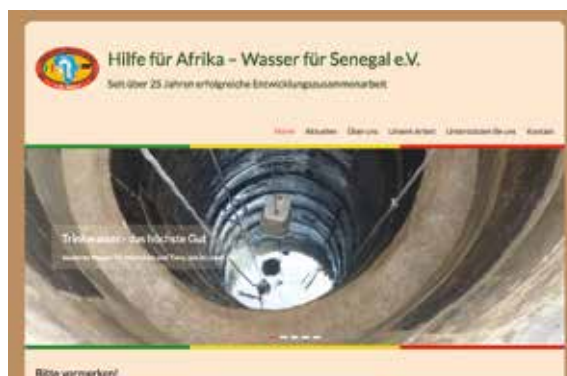 Hilfe für Afrika – Wasser für Senegal e.V.
Seit über 25 Jahren erfolgreiche Entwicklungszusammenarbeit
Home Aktuelles Über uns Unsere Arbeit Unterstützen Sie uns Kontakt
Trinkwasser - das höchste Gut
Bitte vormerken!